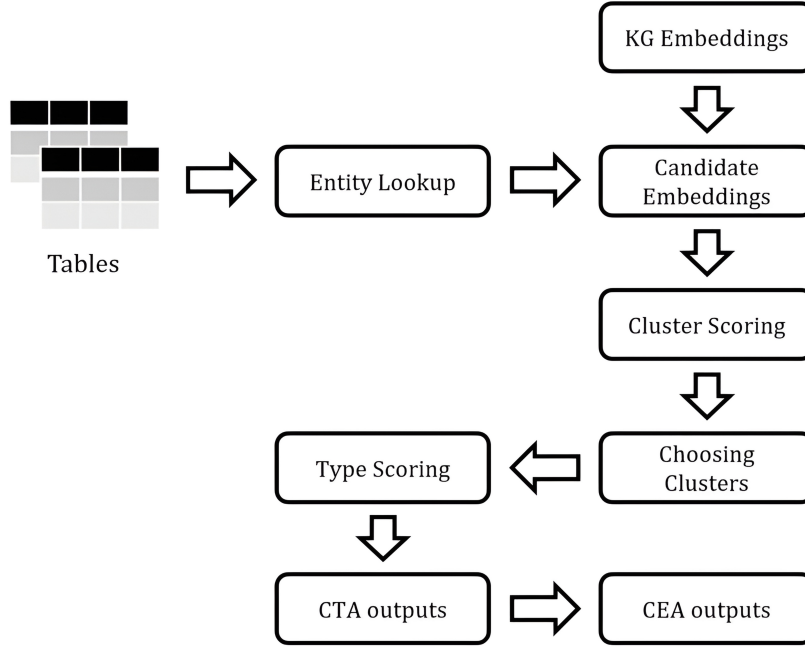 KG Embeddings
Entity Lookup
Candidate
Embeddings
Tables
Cluster Scoring
Type Scoring
Choosing
Clusters
CTA outputs
CEA outputs